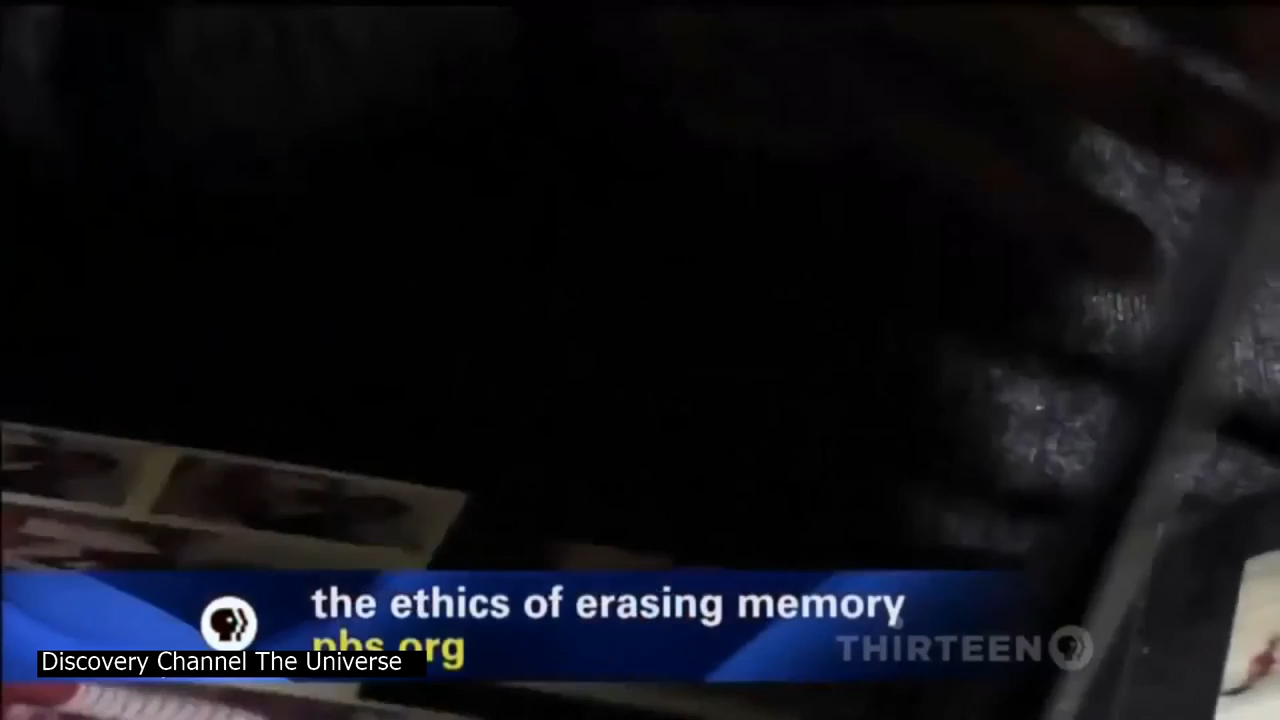 the ethics of erasing memory
pbs.org
THIRTEEN
Discovery Channel The Universe